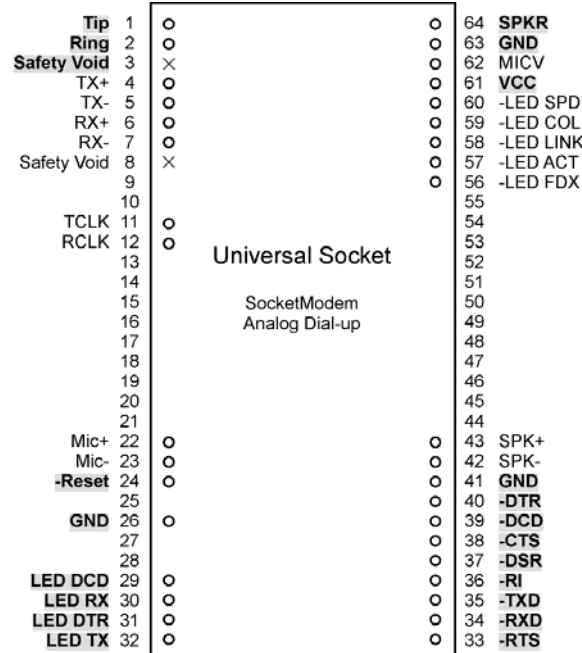 Tip 1 64 SPKR
Ring 2 63 GND
Safety Void 3 62 MICV
TX+ 4 61 VCC
TX- 5 60 -LED SPD
RX+ 6 59 -LED COL
RX- 7 58 -LED LINK
Safety Void 8 57 -LED ACT
9 56 -LED FDX
10 55
TCLK 11 54
RCLK 12 53
Universal Socket
13 52
14 51
15 SocketModem 50
16 Analog Dial-up 49
17 48
18 47
19 46
20 45
21 44
Mic+ 22 43 SPK+
Mic- 23 42 SPK-
-Reset 24 41 GND
25 40 -DTR
GND 26 39 -DCD
27 38 -CTS
28 37 -DSR
LED DCD 29 36 -RI
LED RX 30 35 -TXD
LED DTR 31 34 -RXD
LED TX 32 33 -RTS